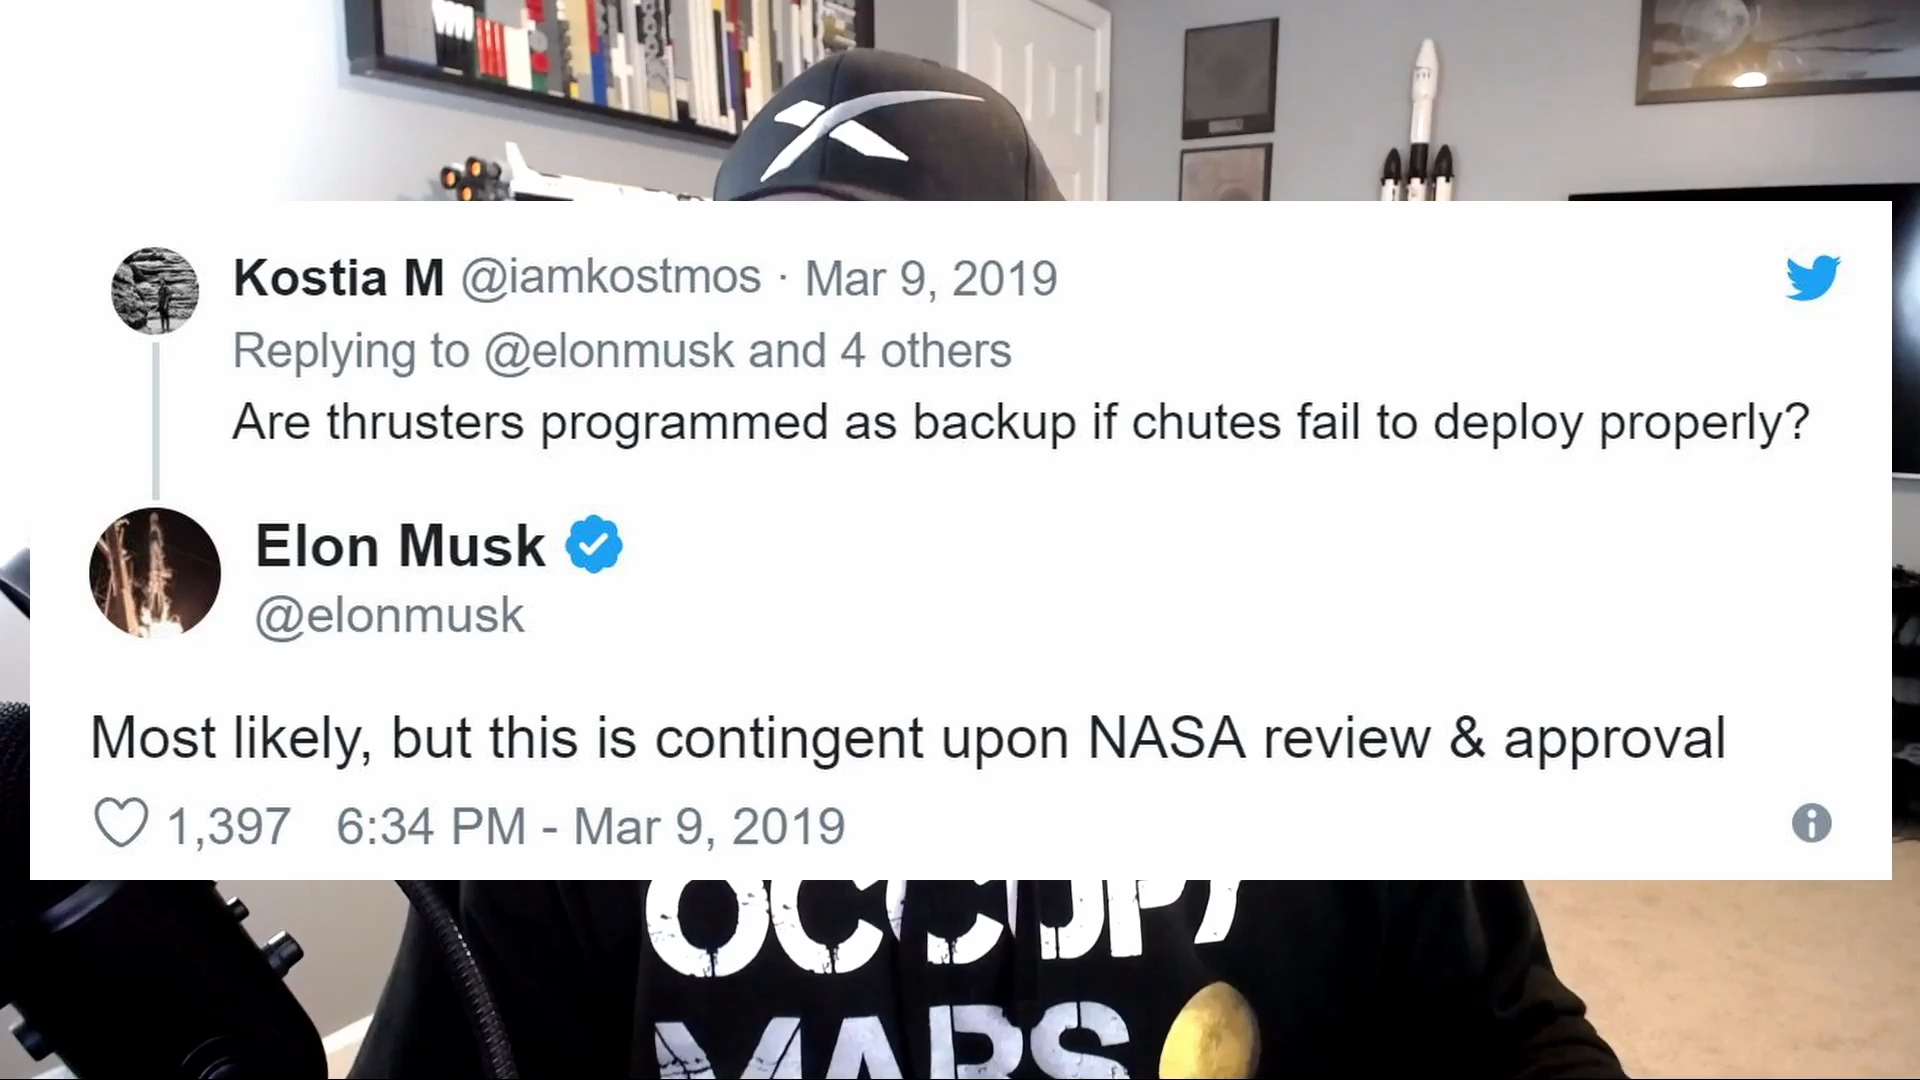 Kostia M @iamkostmos · Mar 9, 2019
Replying to @elonmusk and 4 others
Are thrusters programmed as backup if chutes fail to deploy properly?
Elon Musk
@elonmusk
Most likely, but this is contingent upon NASA review & approval
1,397 6:34 PM - Mar 9, 2019
OCCUPY
MARS